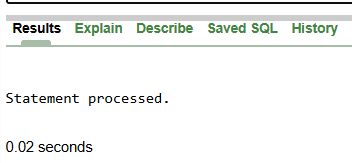 Results Explain Describe Saved SQL History
Statement processed.
0.02 seconds